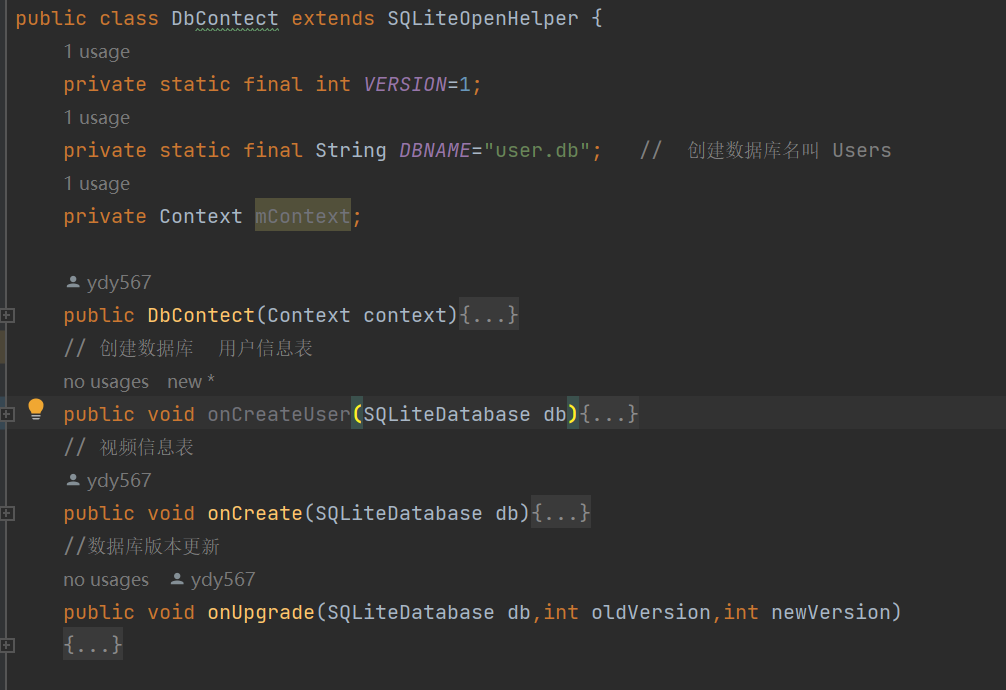 public class DbContect extends SQLiteOpenHelper {
1 usage
private static final int VERSION=1;
1 usage
private static final String DBNAME="user.db";   //  创建数据库名叫 Users
1 usage
private Context mContext;
ydy567
public DbContect(Context context){...}
// 创建数据库  用户信息表
no usages   new *
public void onCreateUser(SQLiteDatabase db){...}
// 视频信息表
ydy567
public void onCreate(SQLiteDatabase db){...}
//数据库版本更新
no usages   ydy567
public void onUpgrade(SQLiteDatabase db,int oldVersion,int newVersion)
{...}